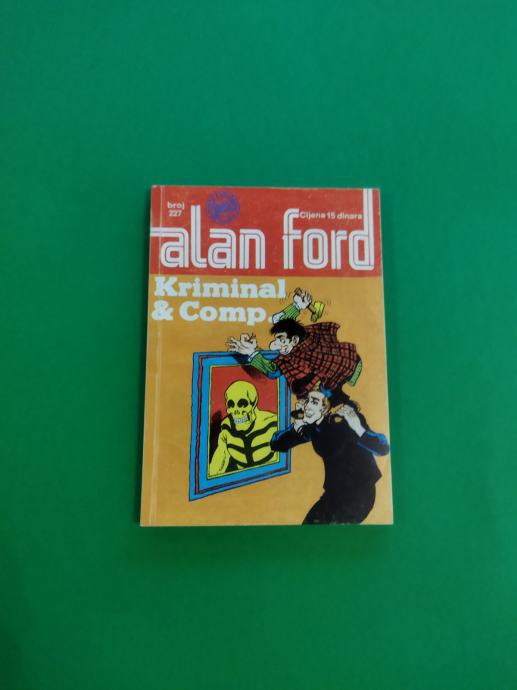 broj
227
Cijena 15 dinara
alan ford
Kriminal
& Comp.